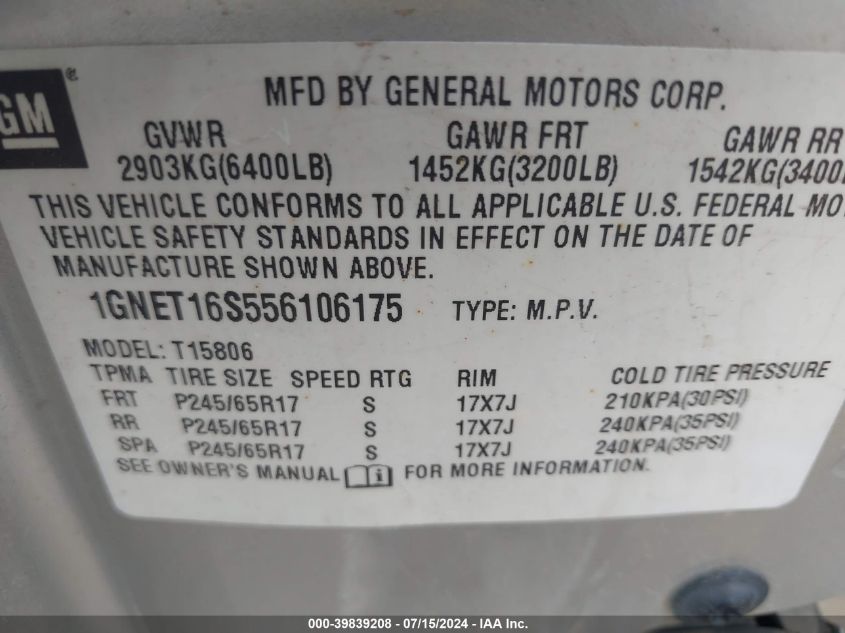 GM ®
MFD BY GENERAL MOTORS CORP.
GVWR GAWR FRT GAWR RR
2903KG(6400LB) 1452KG(3200LB) 1542KG(3400
THIS VEHICLE CONFORMS TO ALL APPLICABLE U.S. FEDERAL MO
VEHICLE SAFETY STANDARDS IN EFFECT ON THE DATE OF
MANUFACTURE SHOWN ABOVE.
1GNET16S556106175 TYPE: M.P.V.
MODEL: T15806
TPMA TIRE SIZE SPEED RTG RIM COLD TIRE PRESSURE
FRT P245/65R17 S 17X7J 210KPA(30PSI)
RR P245/65R17 S 17X7J 240KPA(35PSI)
SPA P245/65R17 S 17X7J 240KPA(35PSI)
SEE OWNER'S MANUAL i FOR MORE INFORMATION.
000-39839208 - 07/15/2024 - IAA Inc.